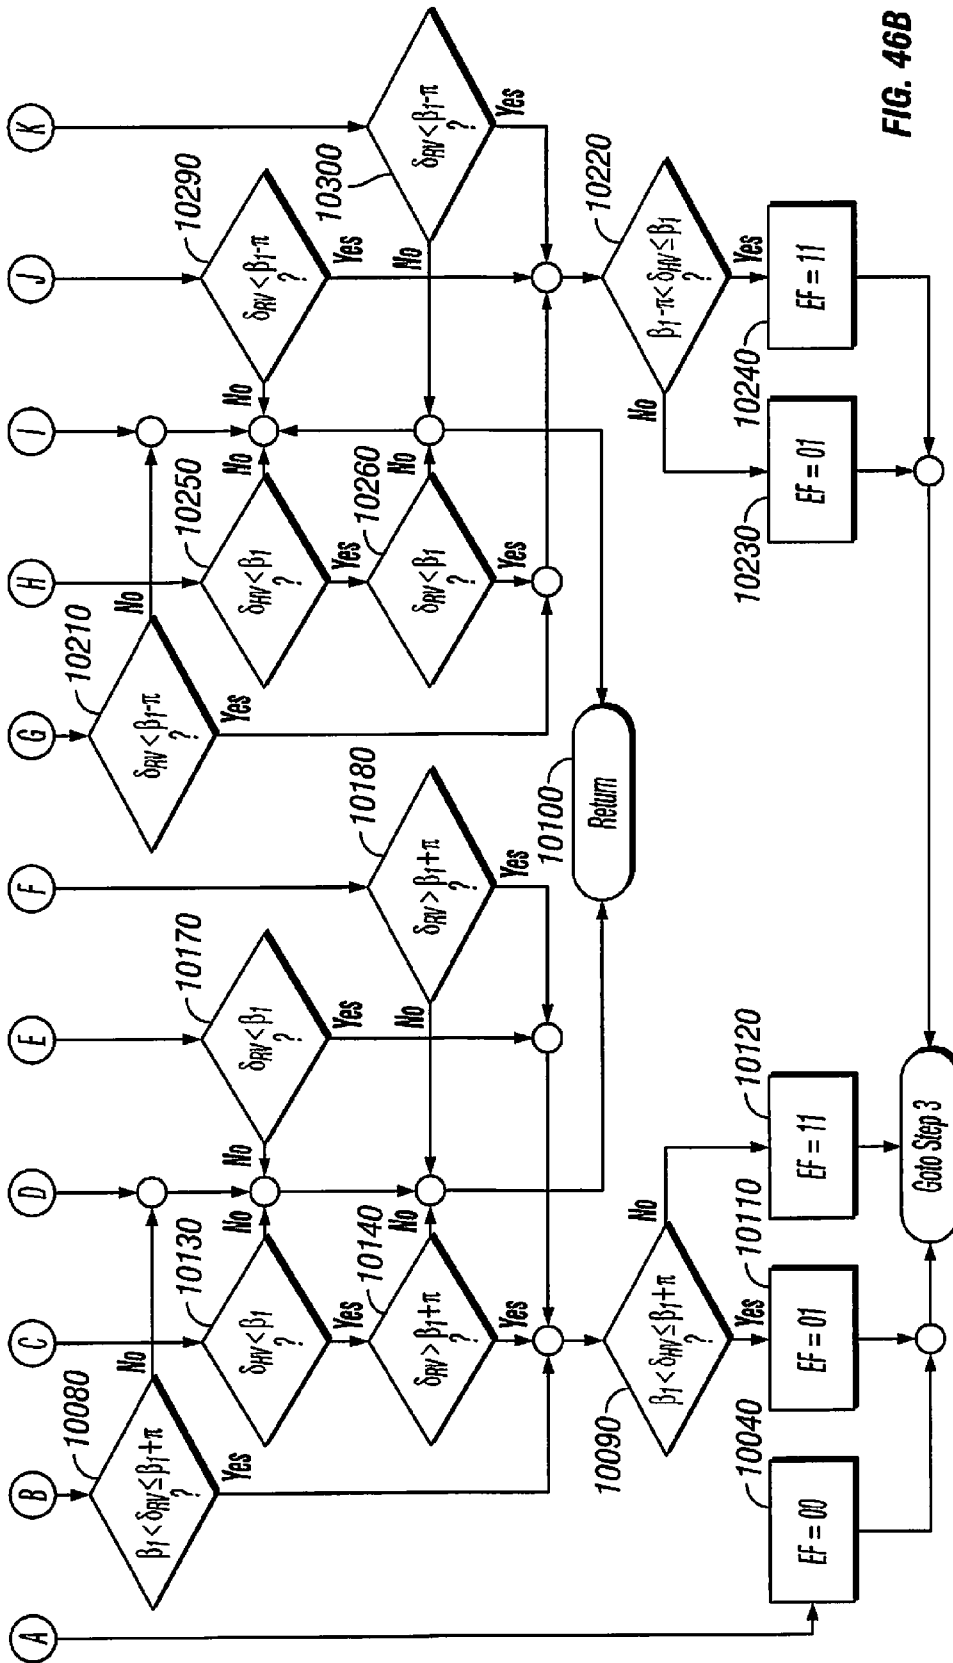 A
B
C
D
E
F
G
H
I
J
K
10080
β1 < δRV ≤ β1+π
?
No
Yes
10130
δHV < β1
?
No
Yes
10140
δRV > β1+π
?
No
Yes
10170
δRV < β1
?
No
Yes
10180
δRV > β1+π
?
No
Yes
10210
δRV < β1-π
?
No
Yes
10250
δHV < β1
?
No
Yes
10260
δRV < β1
?
No
Yes
10290
δRV < β1-π
?
No
Yes
10300
δRV < β1-π
?
No
Yes
10100
Return
10090
β1 < δHV ≤ β1+π
?
No
Yes
10220
β1-π < δHV ≤ β1
?
No
Yes
10040
EF = 00
10110
EF = 01
10120
EF = 11
10230
EF = 01
10240
EF = 11
Goto Step 3
FIG. 46B